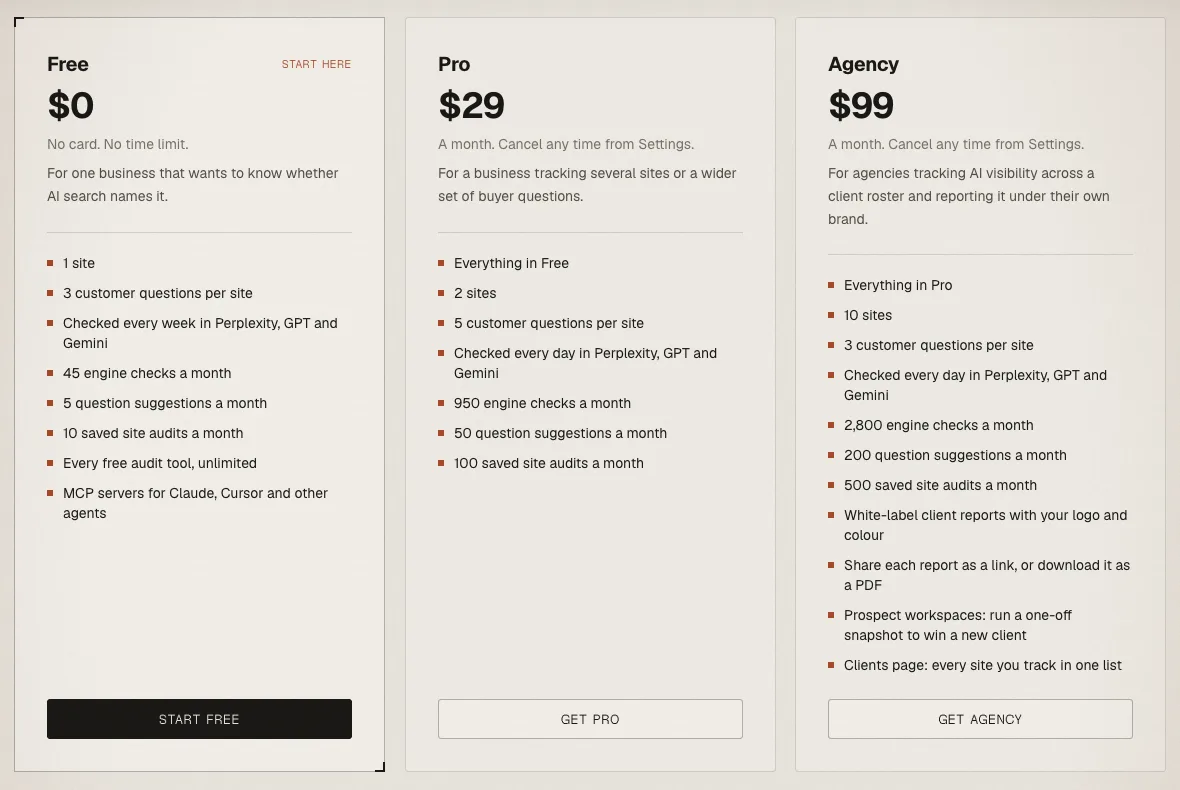 Free
START HERE
$0
No card. No time limit.
For one business that wants to know whether
AI search names it.
1 site
3 customer questions per site
Checked every week in Perplexity, GPT and
Gemini
45 engine checks a month
5 question suggestions a month
10 saved site audits a month
Every free audit tool, unlimited
MCP servers for Claude, Cursor and other
agents
START FREE
Pro
$29
A month. Cancel any time from Settings.
For a business tracking several sites or a wider
set of buyer questions.
Everything in Free
2 sites
5 customer questions per site
Checked every day in Perplexity, GPT and
Gemini
950 engine checks a month
50 question suggestions a month
100 saved site audits a month
GET PRO
Agency
$99
A month. Cancel any time from Settings.
For agencies tracking AI visibility across a
client roster and reporting it under their own
brand.
Everything in Pro
10 sites
3 customer questions per site
Checked every day in Perplexity, GPT and
Gemini
2,800 engine checks a month
200 question suggestions a month
500 saved site audits a month
White-label client reports with your logo and
colour
Share each report as a link, or download it as
a PDF
Prospect workspaces: run a one-off
snapshot to win a new client
Clients page: every site you track in one list
GET AGENCY